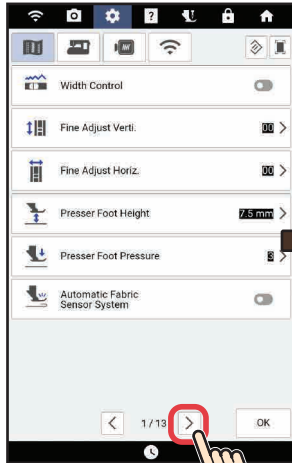 ?
Width Control
Fine Adjust Verti.
00
Fine Adjust Horiz.
00
Presser Foot Height
7.5 mm
Presser Foot Pressure
3
Automatic Fabric
Sensor System
1/13
OK